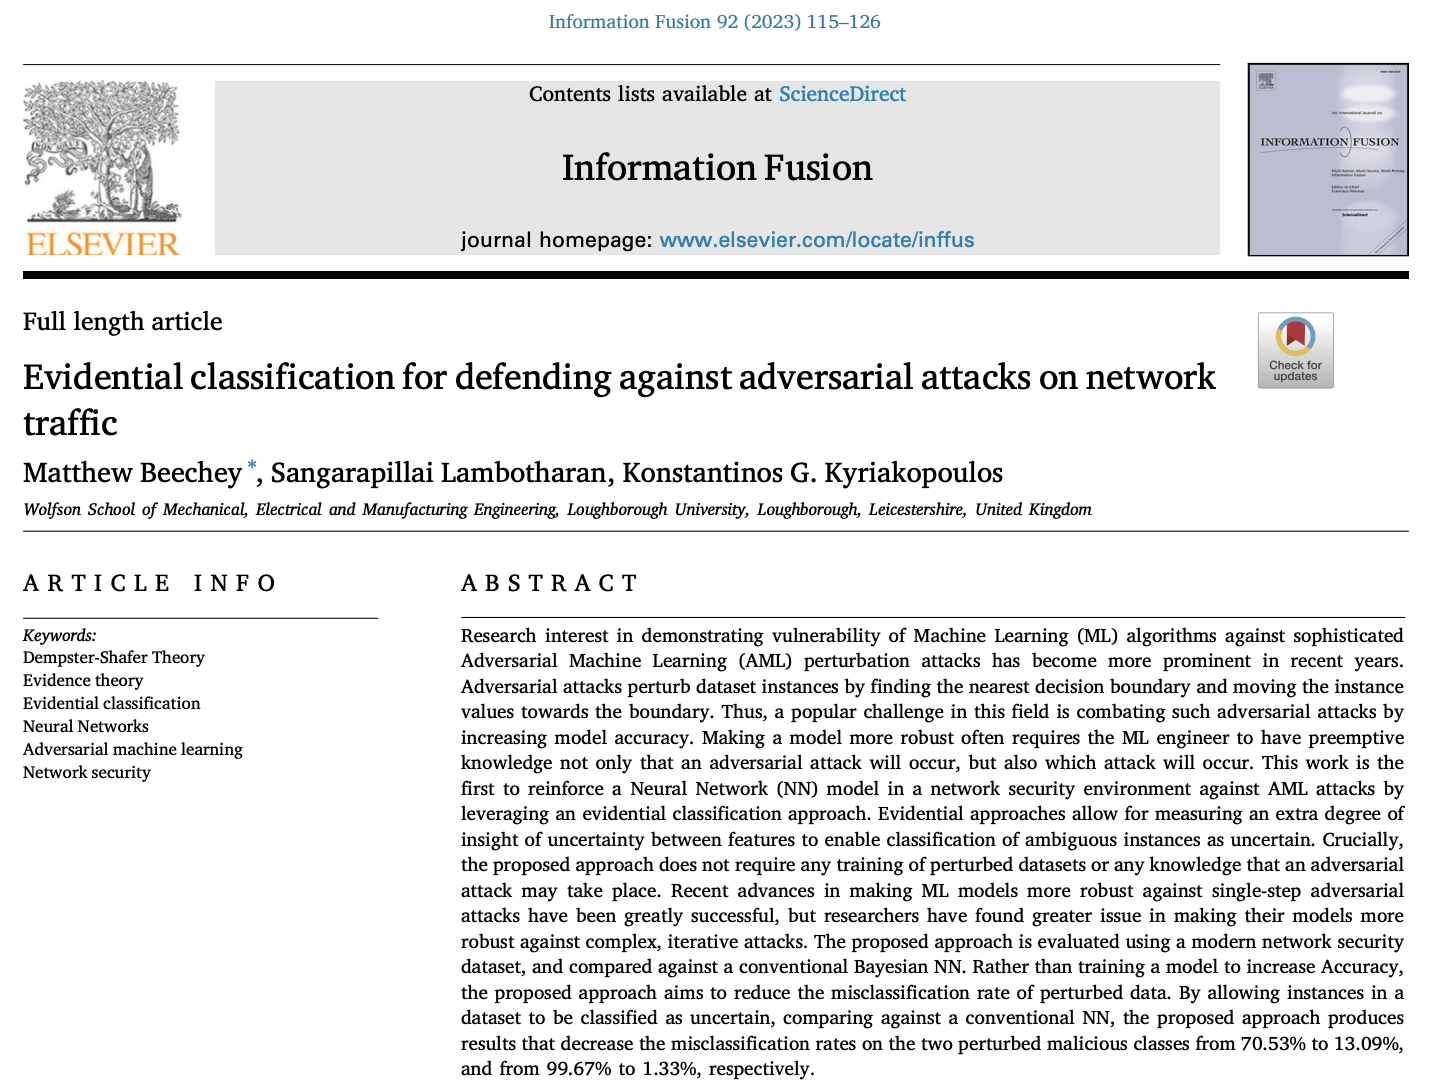 Information Fusion 92 (2023) 115–126
ELSEVIER
Contents lists available at ScienceDirect
Information Fusion
journal homepage: www.elsevier.com/locate/inffus
An International Journal on
INFORMATION FUSION
Multi-Sensor, Multi-Source, Multi-Process
Information Fusion
Editor-in-Chief
Francisco Herrera
ScienceDirect
Full length article
Check for
updates
Evidential classification for defending against adversarial attacks on network
traffic
Matthew Beechey *, Sangarapillai Lambotharan, Konstantinos G. Kyriakopoulos
Wolfson School of Mechanical, Electrical and Manufacturing Engineering, Loughborough University, Loughborough, Leicestershire, United Kingdom
ARTICLE INFO
Keywords:
Dempster-Shafer Theory
Evidence theory
Evidential classification
Neural Networks
Adversarial machine learning
Network security
ABSTRACT
Research interest in demonstrating vulnerability of Machine Learning (ML) algorithms against sophisticated
Adversarial Machine Learning (AML) perturbation attacks has become more prominent in recent years.
Adversarial attacks perturb dataset instances by finding the nearest decision boundary and moving the instance
values towards the boundary. Thus, a popular challenge in this field is combating such adversarial attacks by
increasing model accuracy. Making a model more robust often requires the ML engineer to have preemptive
knowledge not only that an adversarial attack will occur, but also which attack will occur. This work is the
first to reinforce a Neural Network (NN) model in a network security environment against AML attacks by
leveraging an evidential classification approach. Evidential approaches allow for measuring an extra degree of
insight of uncertainty between features to enable classification of ambiguous instances as uncertain. Crucially,
the proposed approach does not require any training of perturbed datasets or any knowledge that an adversarial
attack may take place. Recent advances in making ML models more robust against single-step adversarial
attacks have been greatly successful, but researchers have found greater issue in making their models more
robust against complex, iterative attacks. The proposed approach is evaluated using a modern network security
dataset, and compared against a conventional Bayesian NN. Rather than training a model to increase Accuracy,
the proposed approach aims to reduce the misclassification rate of perturbed data. By allowing instances in a
dataset to be classified as uncertain, comparing against a conventional NN, the proposed approach produces
results that decrease the misclassification rates on the two perturbed malicious classes from 70.53% to 13.09%,
and from 99.67% to 1.33%, respectively.